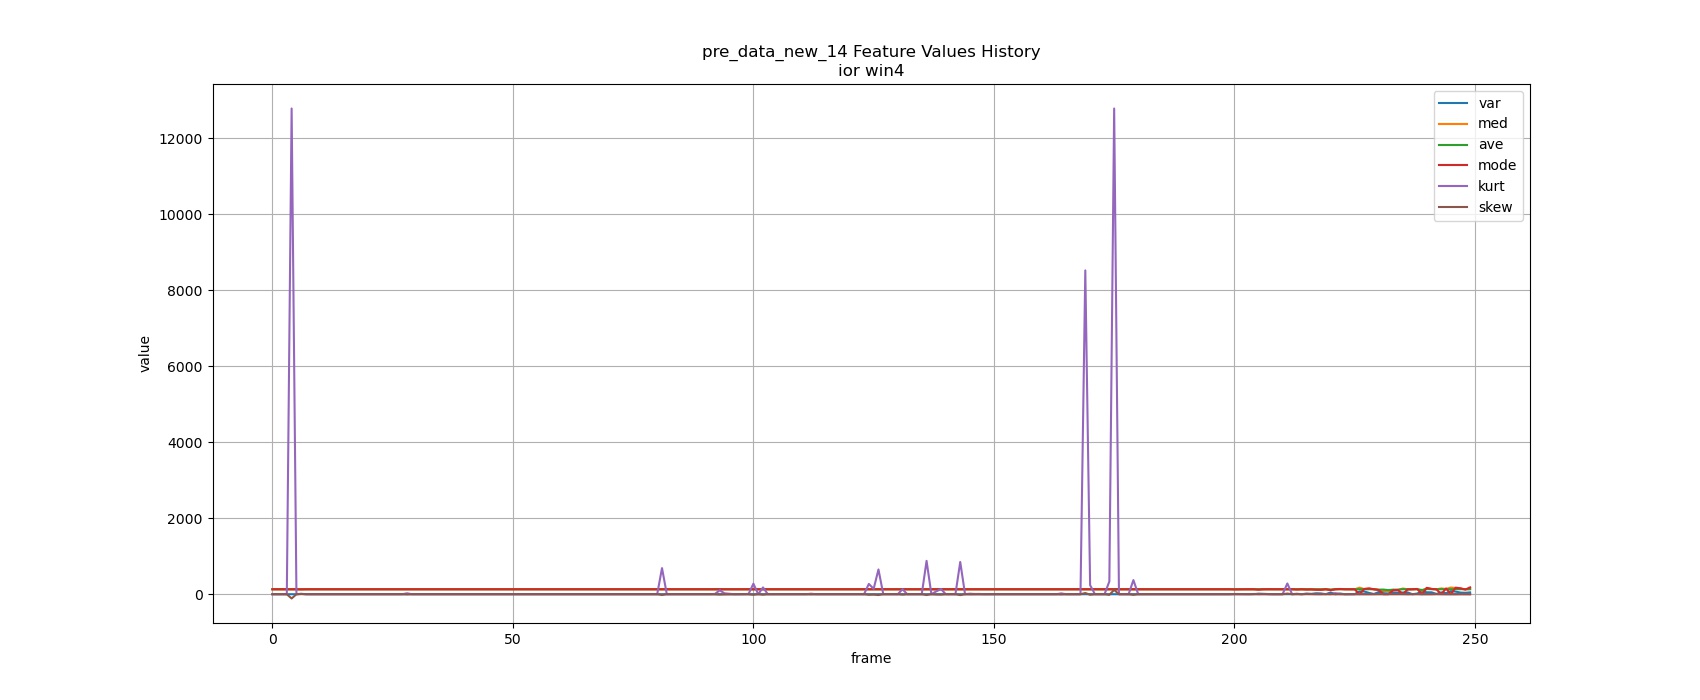 pre_data_new_14 Feature Values History
ior win4
var
med
ave
mode
kurt
skew
12000
10000
8000
6000
4000
2000
0
value
0
50
100
150
200
250
frame